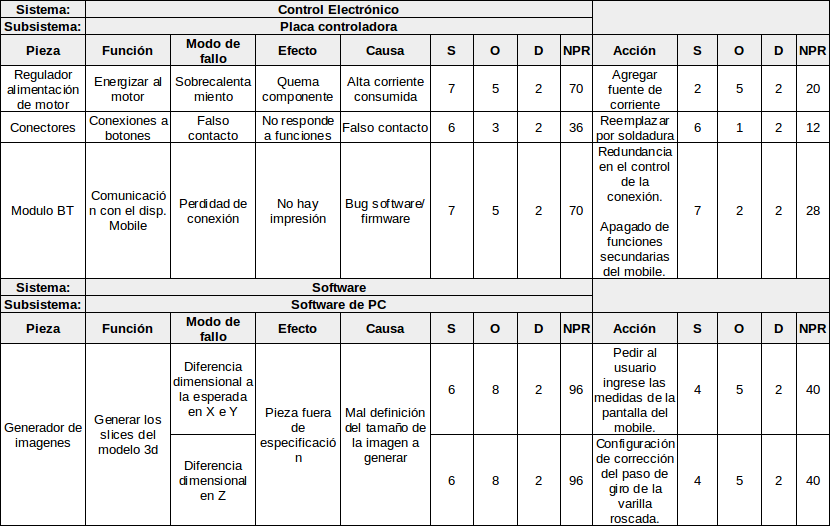 Sistema: Control Electrónico
Subsistema: Placa controladora
Pieza Función Modo de fallo Efecto Causa S O D NPR Acción S O D NPR
Regulador alimentación de motor Energizar al motor Sobrecalenta miento Quema componente Alta corriente consumida 7 5 2 70 Agregar fuente de corriente 2 5 2 20
Conectores Conexiones a botones Falso contacto No responde a funciones Falso contacto 6 3 2 36 Reemplazar por soldadura 6 1 2 12
Modulo BT Comunicació n con el disp. Mobile Perdidad de conexión No hay impresión Bug software/ firmware 7 5 2 70 Redundancia en el control de la conexión. Apagado de funciones secundarias del mobile. 7 2 2 28
Sistema: Software
Subsistema: Software de PC
Pieza Función Modo de fallo Efecto Causa S O D NPR Acción S O D NPR
Generador de imagenes Generar los slices del modelo 3d Diferencia dimensional a la esperada en X e Y Pieza fuera de especificació n Mal definición del tamaño de la imagen a generar 6 8 2 96 Pedir al usuario ingrese las medidas de la pantalla del mobile. 4 5 2 40
Diferencia dimensional en Z 6 8 2 96 Configuración de corrección del paso de giro de la varilla roscada. 4 5 2 40